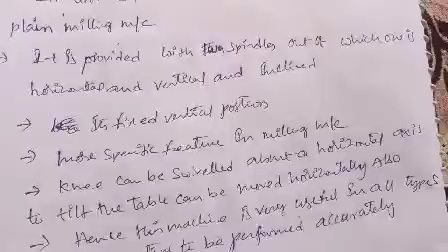 plain milling m/c
→ It is provided with two spindles out of which one is
horizontal and vertical and Inclined
→ In fixed vertical position
→ more specific feature in milling m/c
→ Knee can be swivelled about a horizontal axis
to tilt the table can be moved horizontally Also
→ Hence this machine is very useful in all types
to be performed accurately